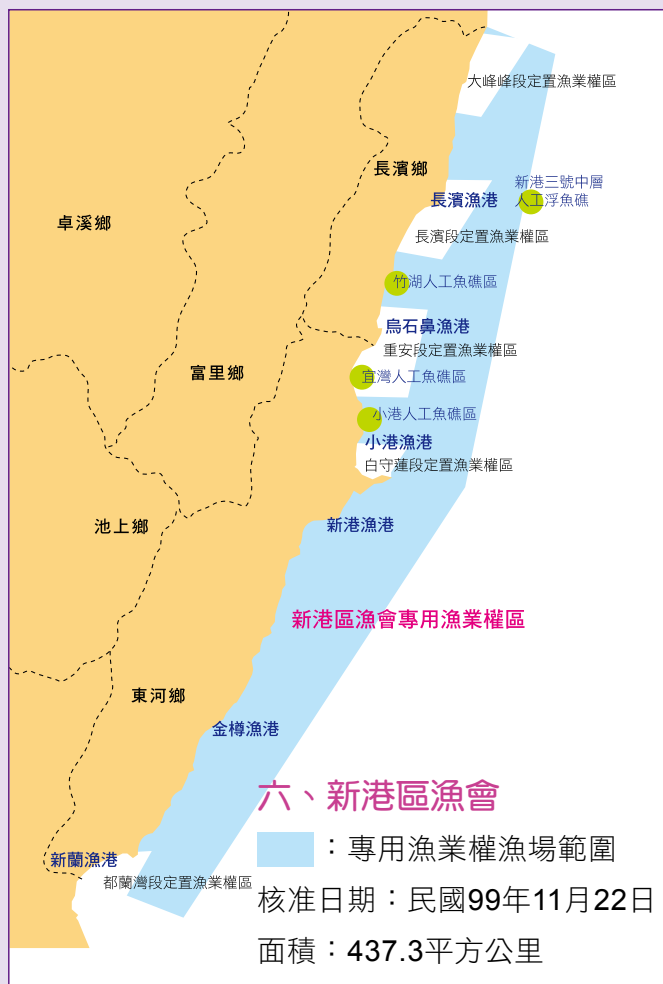 大峰峰段定置漁業權區
長濱鄉
新港三號中層
人工浮魚礁
長濱漁港
卓溪鄉
長濱段定置漁業權區
竹湖人工魚礁區
烏石鼻漁港
重安段定置漁業權區
富里鄉
宜灣人工魚礁區
小港人工魚礁區
小港漁港
白守蓮段定置漁業權區
池上鄉
新港漁港
新港區漁會專用漁業權區
東河鄉
金樽漁港
六、新港區漁會
：專用漁業權漁場範圍
新蘭漁港
都蘭灣段定置漁業權區
核准日期：民國99年11月22日
面積：437.3平方公里